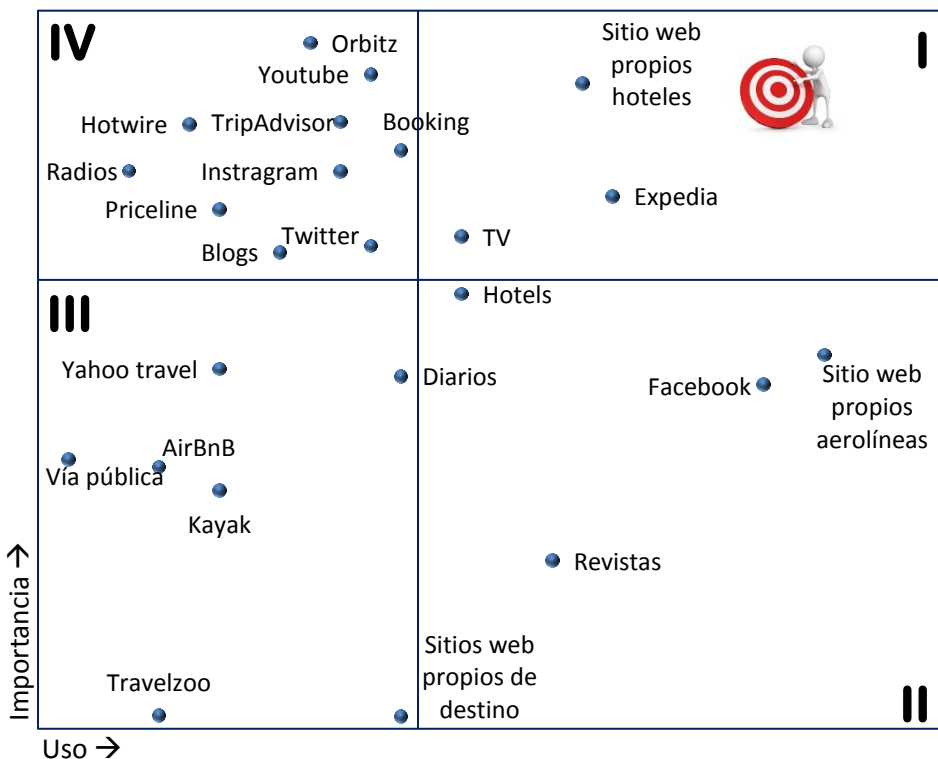 IV
Orbitz
Youtube
Sitio web
propios
hoteles
I
Hotwire
TripAdvisor
Booking
Radios
Instragram
Expedia
Priceline
Blogs
Twitter
TV
III
Hotels
Yahoo travel
Diarios
Facebook
Sitio web
propios
aerolíneas
AirBnB
Vía pública
Kayak
Revistas
Importancia →
Travelzoo
Sitios web
propios de
destino
II
Uso →